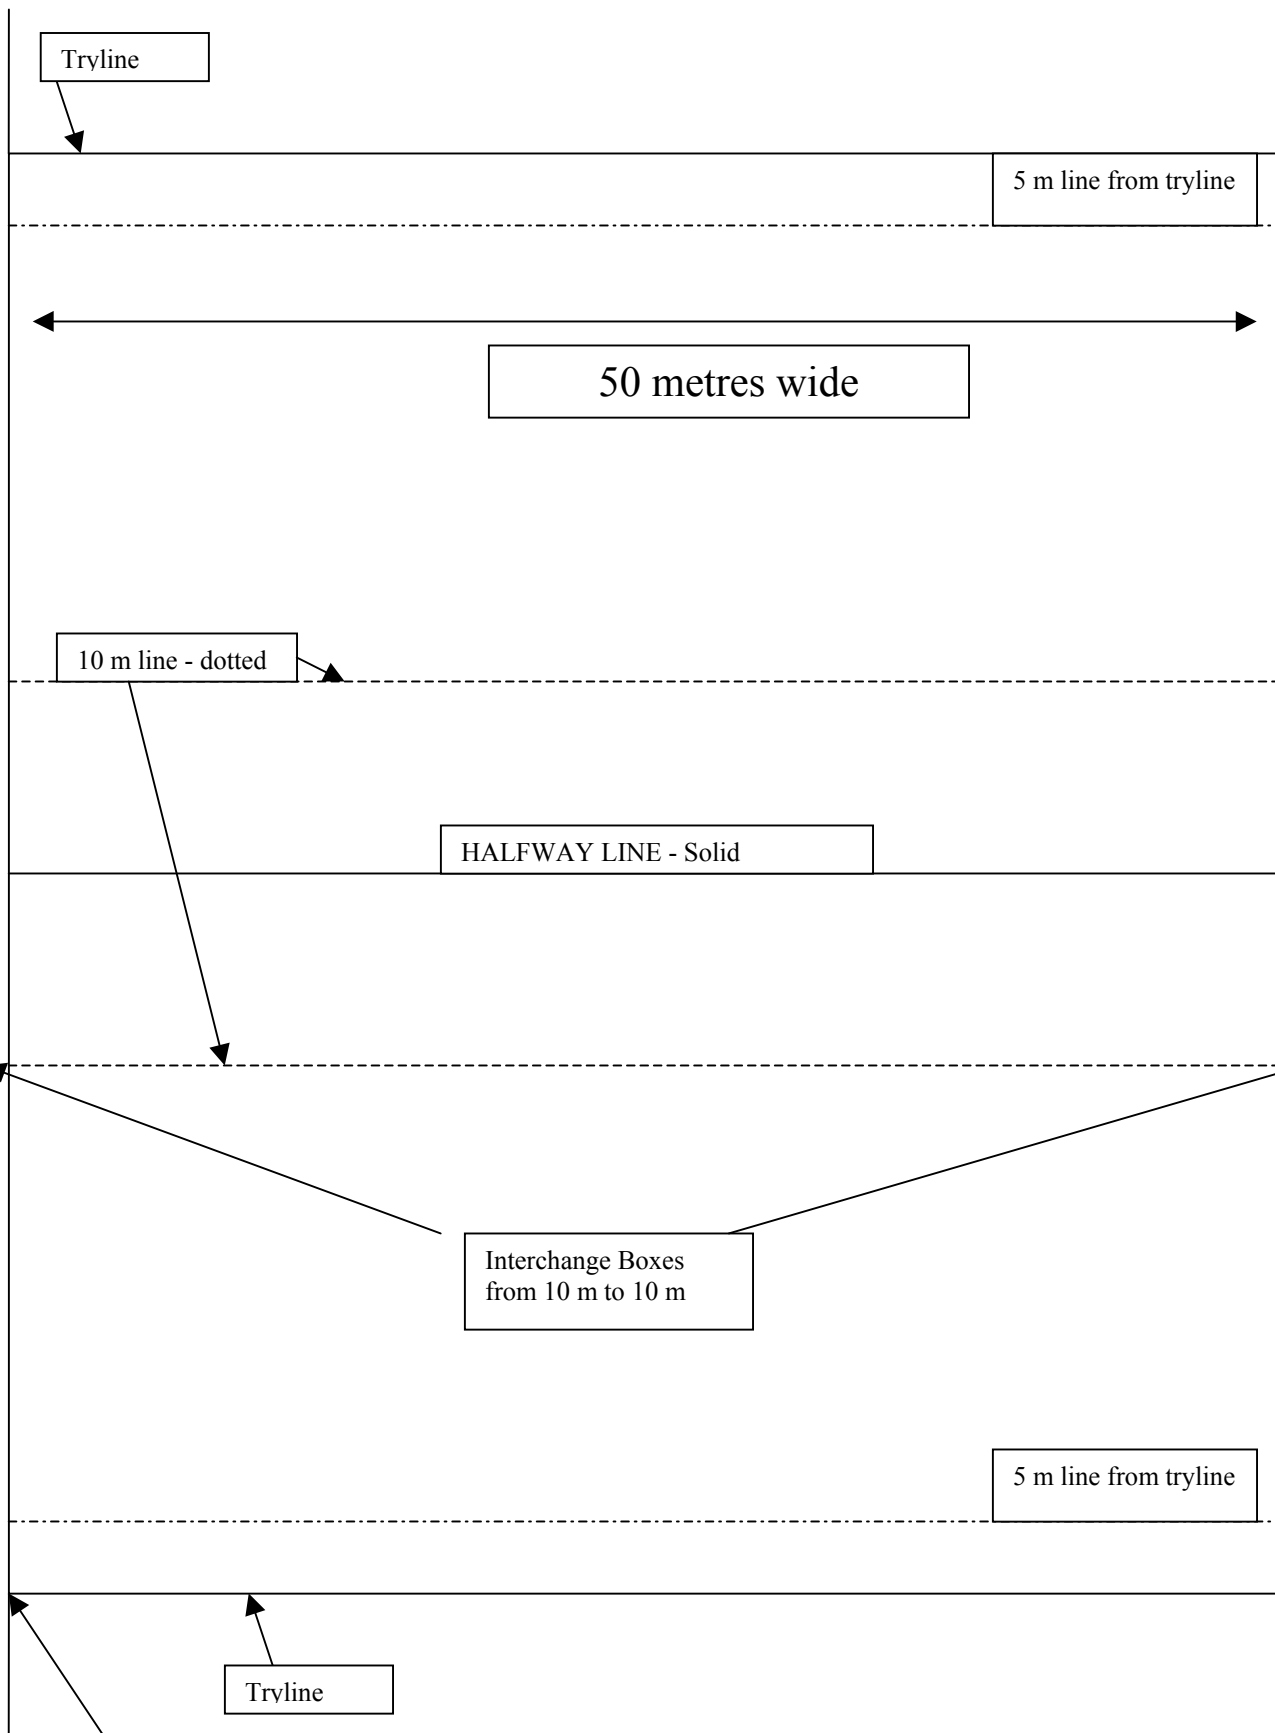 Tryline
5 m line from tryline
50 metres wide
10 m line - dotted
HALFWAY LINE - Solid
Interchange Boxes
from 10 m to 10 m
5 m line from tryline
Tryline